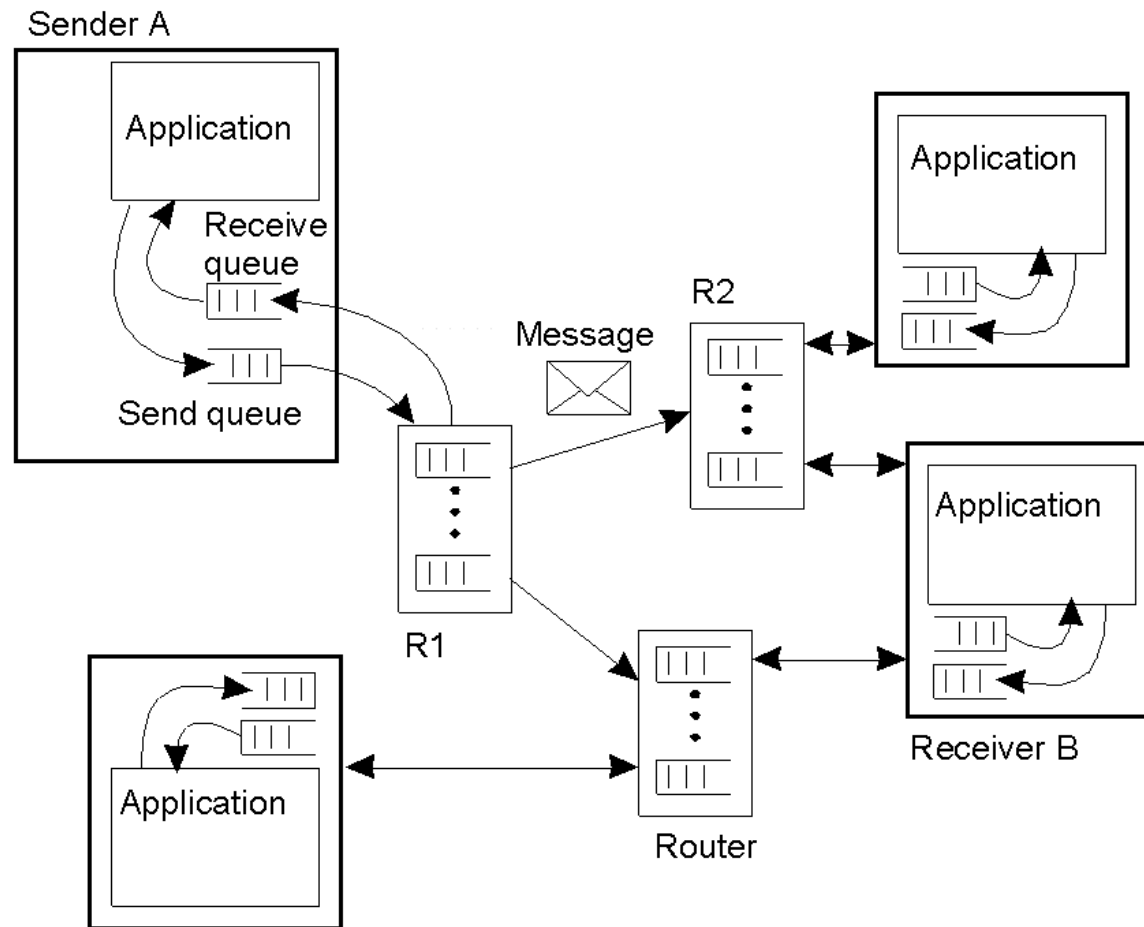 Sender A
Application
Receive
queue
Send queue
Message
R2
Application
Application
R1
Receiver B
Application
Router